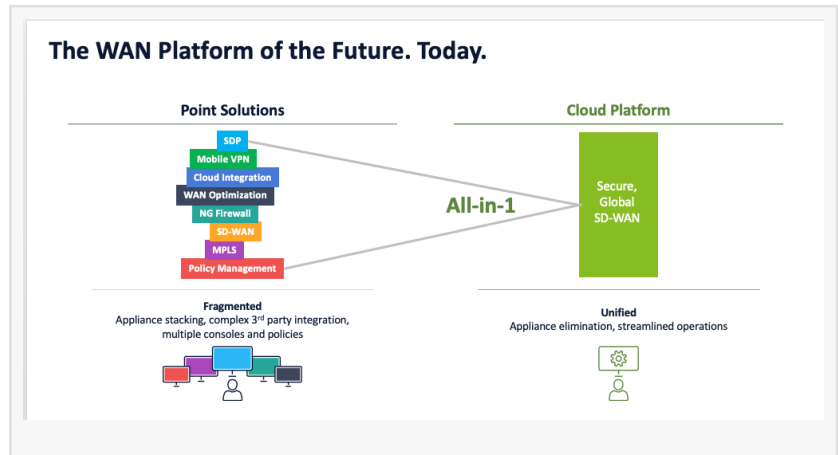 The WAN Platform of the Future. Today.
Point Solutions
SDP
Mobile VPN
Cloud Integration
WAN Optimization
NG Firewall
SD-WAN
MPLS
Policy Management
Fragmented
Appliance stacking, complex 3rd party integration,
multiple consoles and policies
All-in-1
Cloud Platform
Secure,
Global
SD-WAN
Unified
Appliance elimination, streamlined operations